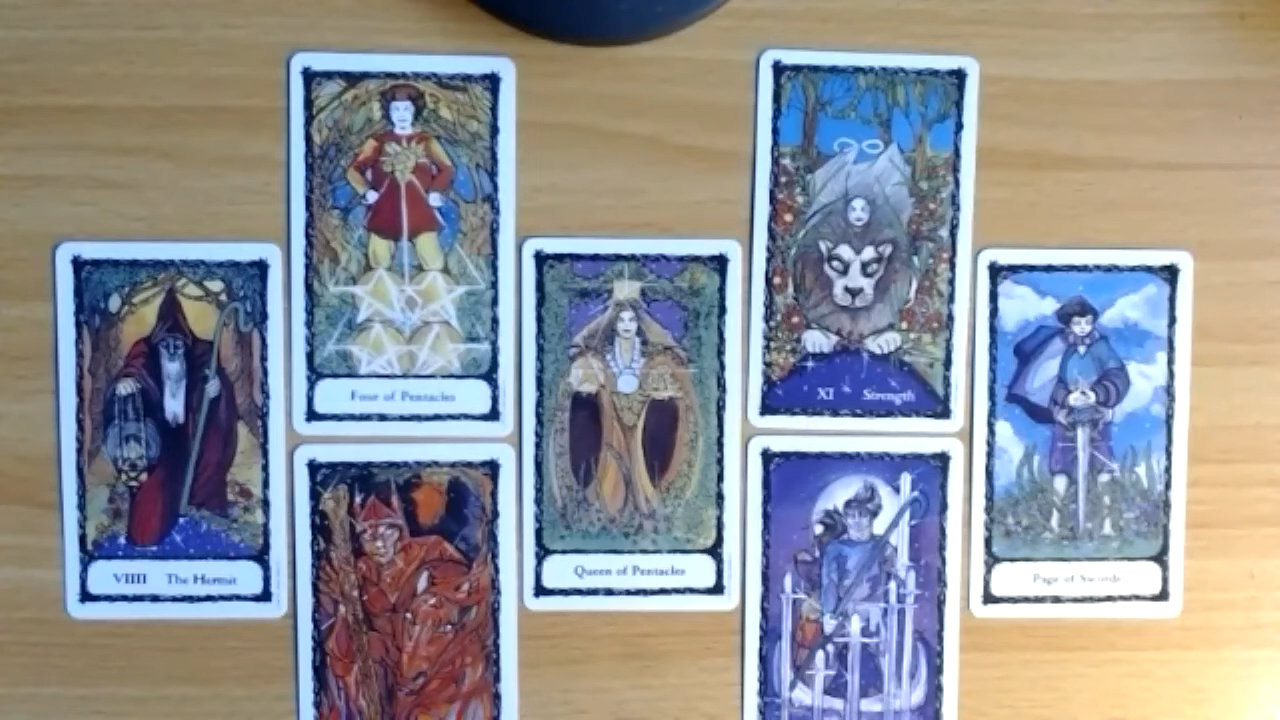 Four of Pentacles
XI Strength
VIIII The Hermit
Queen of Pentacles
Page of Swords